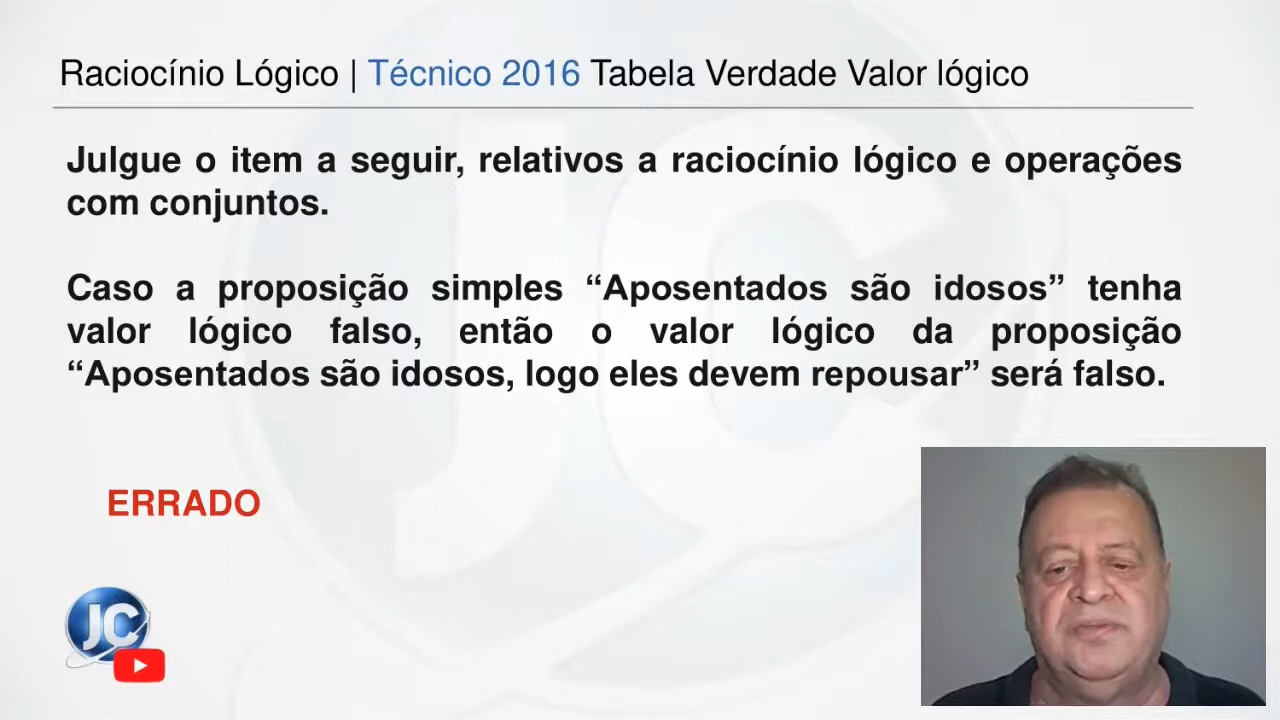 Raciocínio Lógico | Técnico 2016 Tabela Verdade Valor lógico
Julgue o item a seguir, relativos a raciocínio lógico e operações
com conjuntos.
Caso a proposição simples “Aposentados são idosos” tenha
valor lógico falso, então o valor lógico da proposição
“Aposentados são idosos, logo eles devem repousar” será falso.
ERRADO
JC